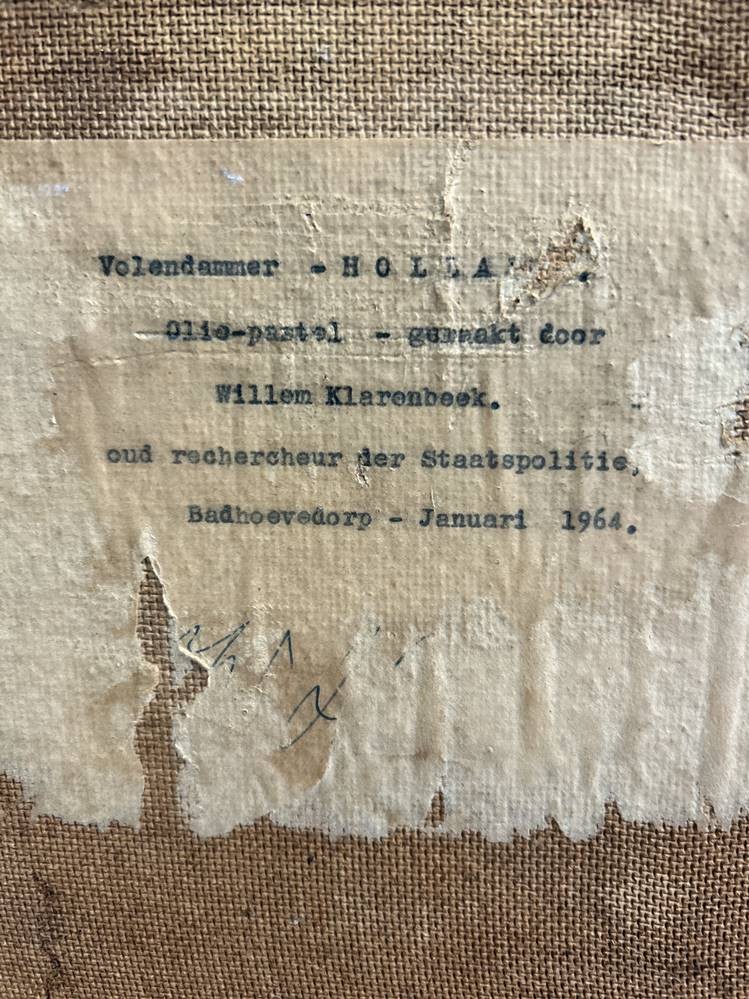 Volendammer - H O L L A
Olie-pastel - gemaakt door
Willem Klarenbeek.
oud rechercheur der Staatspolitie,
Badhoevedorp - Januari 1964.